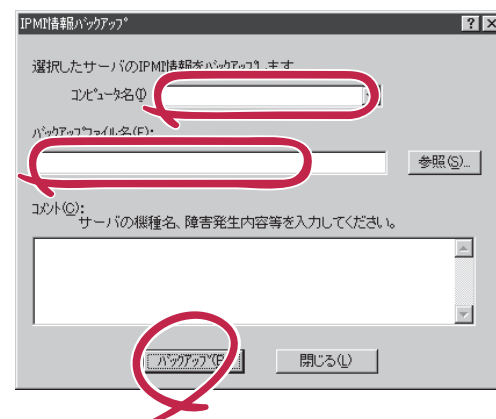 IPMI情報ﾊﾞｯｸｱｯﾌﾟ
選択したサーバのIPMI情報をﾊﾞｯｸｱｯﾌﾟします
ｺﾝﾋﾟｭｰﾀ名(I)
ﾊﾞｯｸｱｯﾌﾟﾌｧｲﾙ名(F):
参照(S)...
ｺﾒﾝﾄ(C):
サーバの機種名、障害発生内容等を入力してください。
ﾊﾞｯｸｱｯﾌﾟ(B)
閉じる(L)